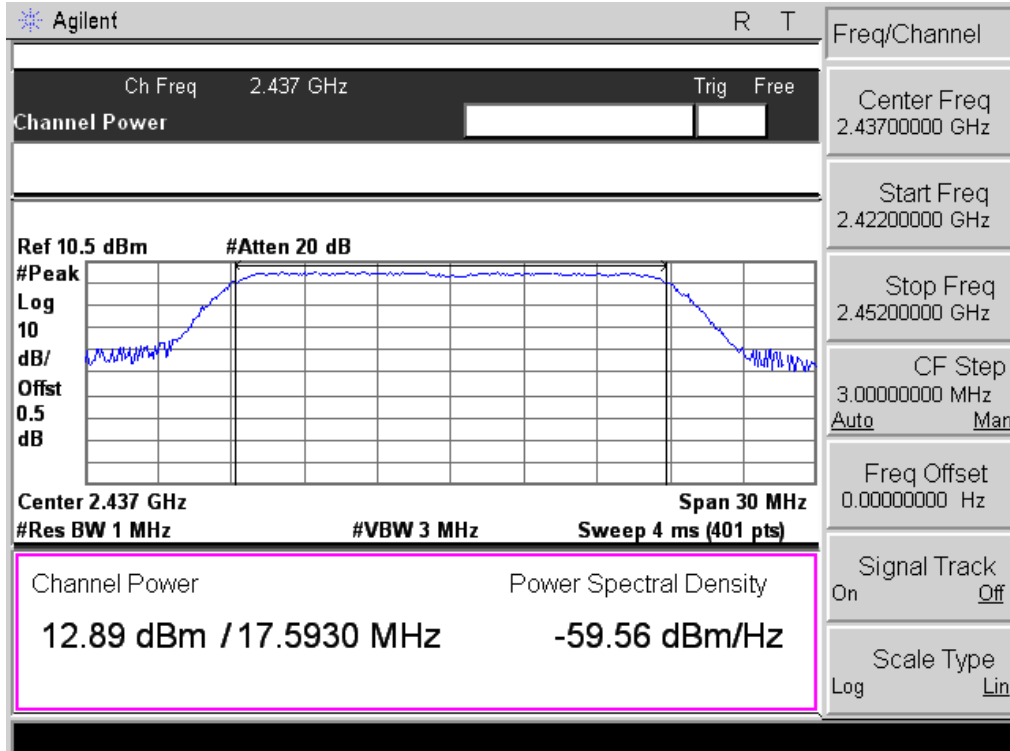 Agilent R T
Ch Freq 2.437 GHz Trig Free
Channel Power
Ref 10.5 dBm #Atten 20 dB
#Peak
Log
10
dB/
Offst
0.5
dB
Center 2.437 GHz Span 30 MHz
#Res BW 1 MHz #VBW 3 MHz Sweep 4 ms (401 pts)
Channel Power Power Spectral Density
12.89 dBm / 17.5930 MHz -59.56 dBm/Hz
Freq/Channel
Center Freq
2.43700000 GHz
Start Freq
2.42200000 GHz
Stop Freq
2.45200000 GHz
CF Step
3.00000000 MHz
Auto Man
Freq Offset
0.00000000 Hz
Signal Track
On Off
Scale Type
Log Lin